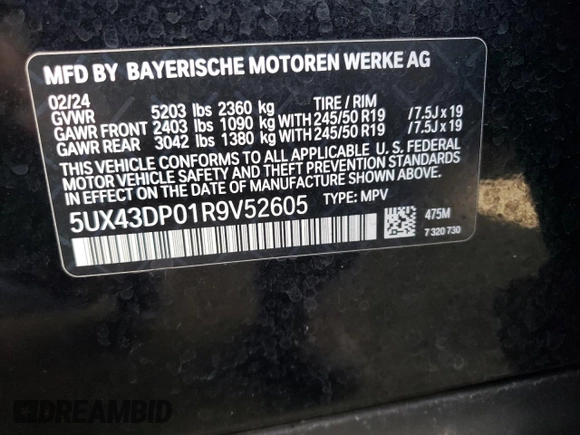 MFD BY BAYERISCHE MOTOREN WERKE AG
02/24 TIRE / RIM
GVWR 5203 lbs 2360 kg
GAWR FRONT 2403 lbs 1090 kg WITH 245/50 R19 /7.5J x 19
GAWR REAR 3042 lbs 1380 kg WITH 245/50 R19 /7.5J x 19
THIS VEHICLE CONFORMS TO ALL APPLICABLE U. S. FEDERAL
MOTOR VEHICLE SAFETY AND THEFT PREVENTION STANDARDS
IN EFFECT ON THE DATE OF MANUFACTURE SHOWN ABOVE.
5UX43DP01R9V52605 TYPE: MPV
475M
7 320 730
DREAMBID